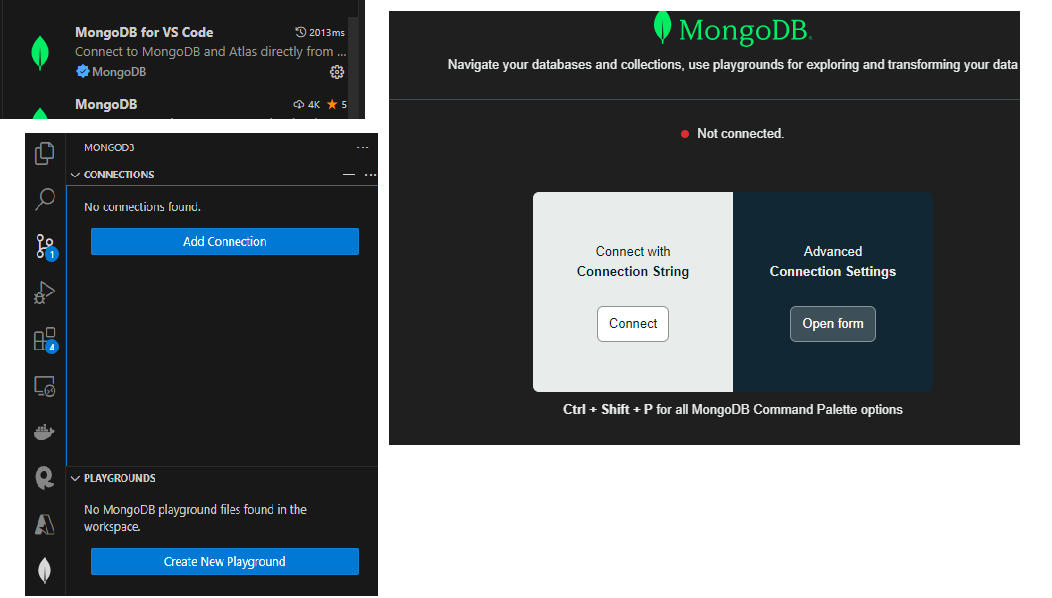 MongoDB for VS Code
2013ms
Connect to MongoDB and Atlas directly from ...
MongoDB
MongoDB
4K
5
MONGODB
CONNECTIONS
No connections found.
Add Connection
1
4
PLAYGROUNDS
No MongoDB playground files found in the
workspace.
Create New Playground
MongoDB.
Navigate your databases and collections, use playgrounds for exploring and transforming your data
Not connected.
Connect with
Connection String
Connect
Advanced
Connection Settings
Open form
Ctrl + Shift + P for all MongoDB Command Palette options